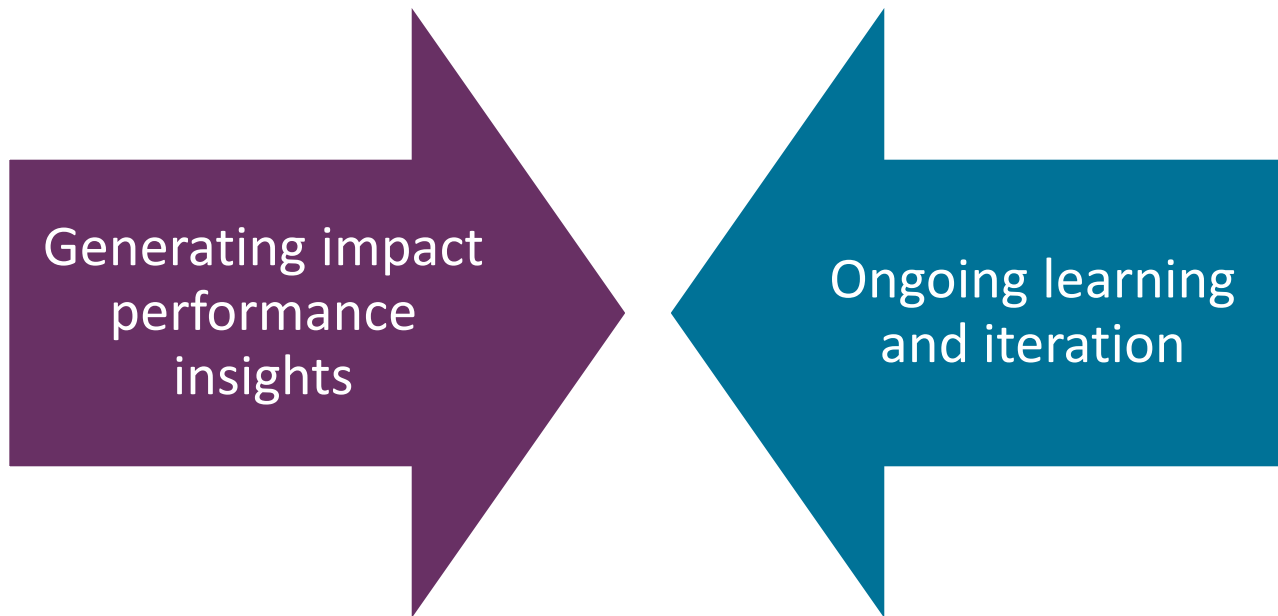 Generating impact
performance
insights
Ongoing learning
and iteration